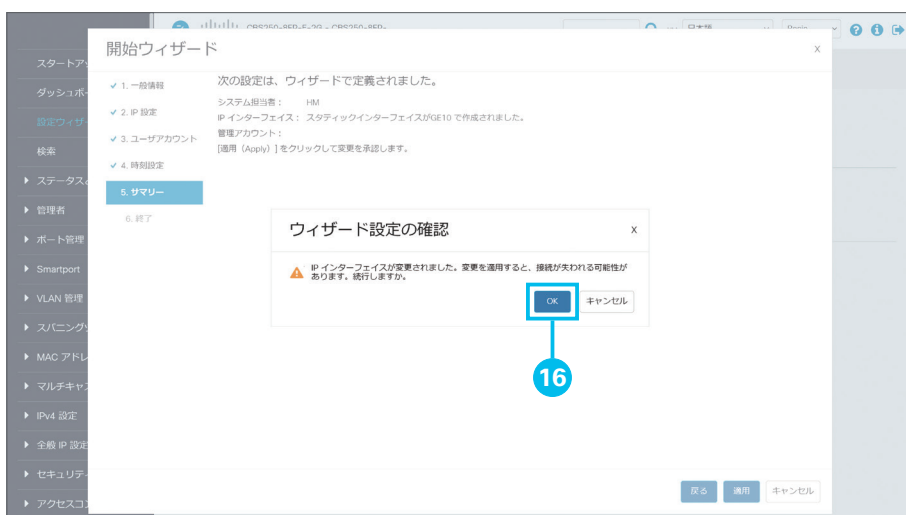 CBS250-8FP-E-2G - CBS250-8FP-
日本語
開始ウィザード
X
スタートア
ダッシュボ
設定ウィザ
検索
ステータス
管理者
ポート管理
Smartport
VLAN 管理
スパニング
MAC アドレ
マルチキャ
IPv4 設定
全般 IP 設定
セキュリテ
アクセスコ
✓ 1. 一般情報
✓ 2. IP 設定
✓ 3. ユーザアカウント
✓ 4. 時刻設定
5. サマリー
6. 終了
次の設定は、ウィザードで定義されました。
システム担当者： HM
IP インターフェイス： スタティックインターフェイスがGE10 で作成されました。
管理アカウント：
[適用（Apply）] をクリックして変更を承認します。
ウィザード設定の確認
X
IP インターフェイスが変更されました。変更を適用すると、接続が失われる可能性が
あります。続行しますか。
OK キャンセル
16
戻る 適用 キャンセル